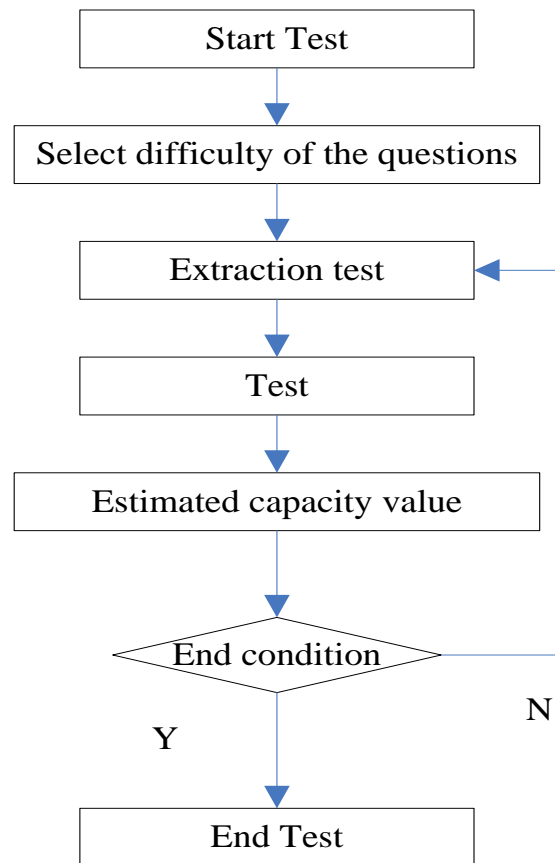 Start Test
Select difficulty of the questions
Extraction test
Test
Estimated capacity value
End condition
N
Y
End Test